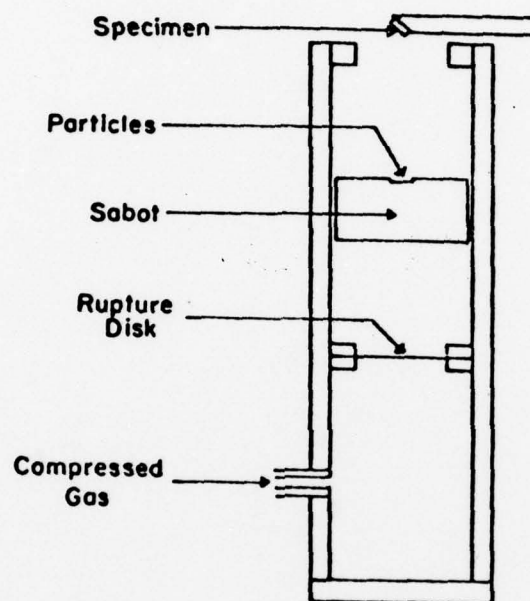 Specimen
Particles
Sabot
Rupture
Disk
Compressed
Gas